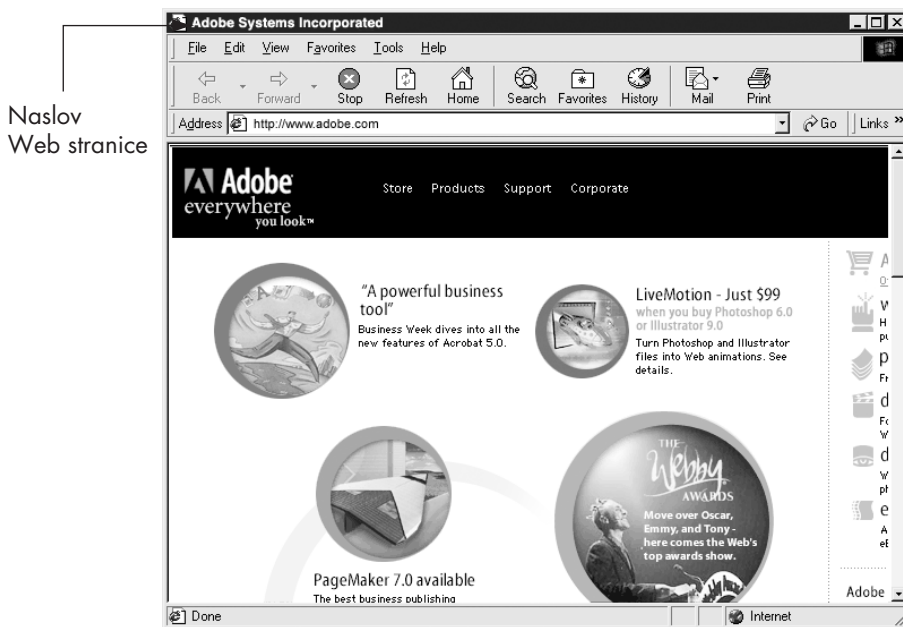 Naslov
Web stranice
Adobe Systems Incorporated
File Edit View Favorites Tools Help
Back Forward Stop Refresh Home Search Favorites History Mail Print
Address http://www.adobe.com Go Links »
Adobe
everywhere
you look™
Store Products Support Corporate
"A powerful business
tool"
Business Week dives into all the
new features of Acrobat 5.0.
LiveMotion - Just $99
when you buy Photoshop 6.0
or Illustrator 9.0
Turn Photoshop and Illustrator
files into Web animations. See
details.
THE
Webby
AWARDS
Move over Oscar,
Emmy, and Tony -
here comes the Web's
top awards show.
PageMaker 7.0 available
The best business publishing
Adobe
Done Internet